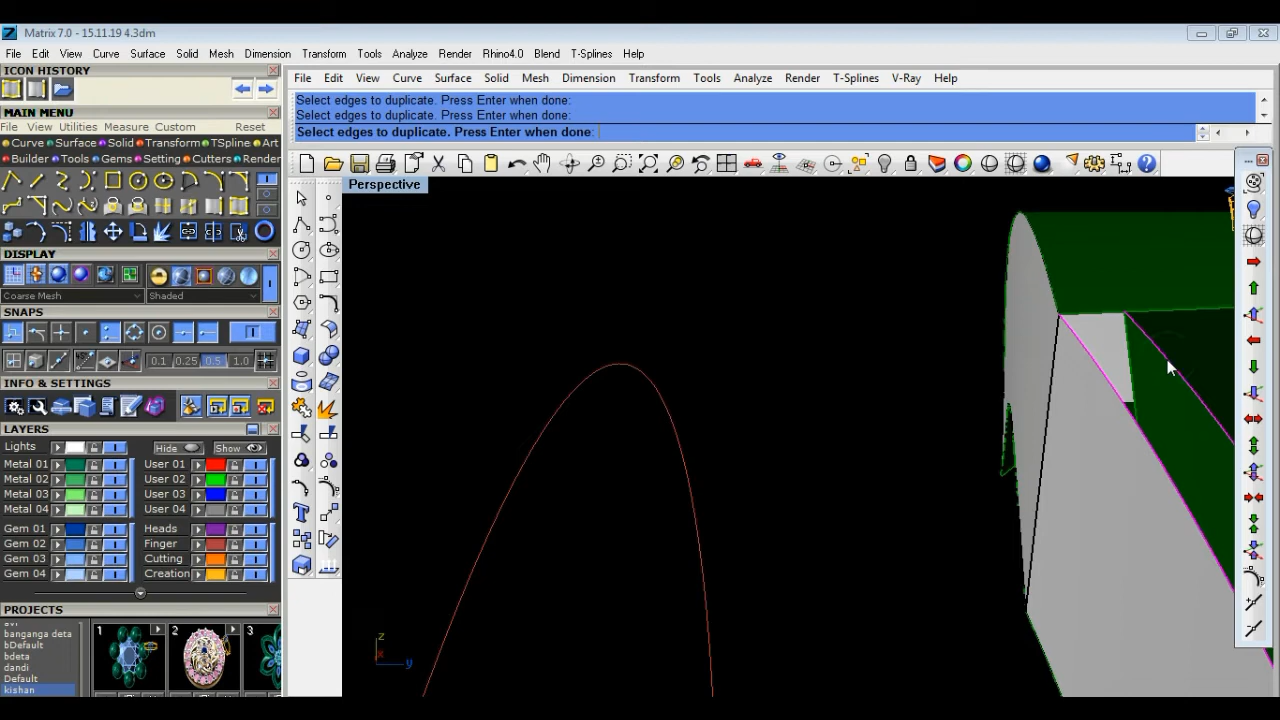 Matrix 7.0 - 15.11.19 4.3dm
File Edit View Curve Surface Solid Mesh Dimension Transform Tools Analyze Render Rhino4.0 Blend T-Splines Help
ICON HISTORY
MAIN MENU
File View Utilities Measure Custom Reset
Curve Surface Solid Transform TSpline Art
Builder Tools Gems Setting Cutters Render
DISPLAY
Coarse Mesh Shaded
SNAPS
0.1 0.25 0.5 1.0
INFO & SETTINGS
LAYERS
Lights Hide Show
Metal 01 User 01
Metal 02 User 02
Metal 03 User 03
Metal 04 User 04
Gem 01 Heads
Gem 02 Finger
Gem 03 Cutting
Gem 04 Creation
PROJECTS
banganga deta
bDefault
bdeta
dandi
Default
kishan
1 2 3
File Edit View Curve Surface Solid Mesh Dimension Transform Tools Analyze Render T-Splines V-Ray Help
Select edges to duplicate. Press Enter when done:
Select edges to duplicate. Press Enter when done:
Select edges to duplicate. Press Enter when done:
Perspective
z
x
y